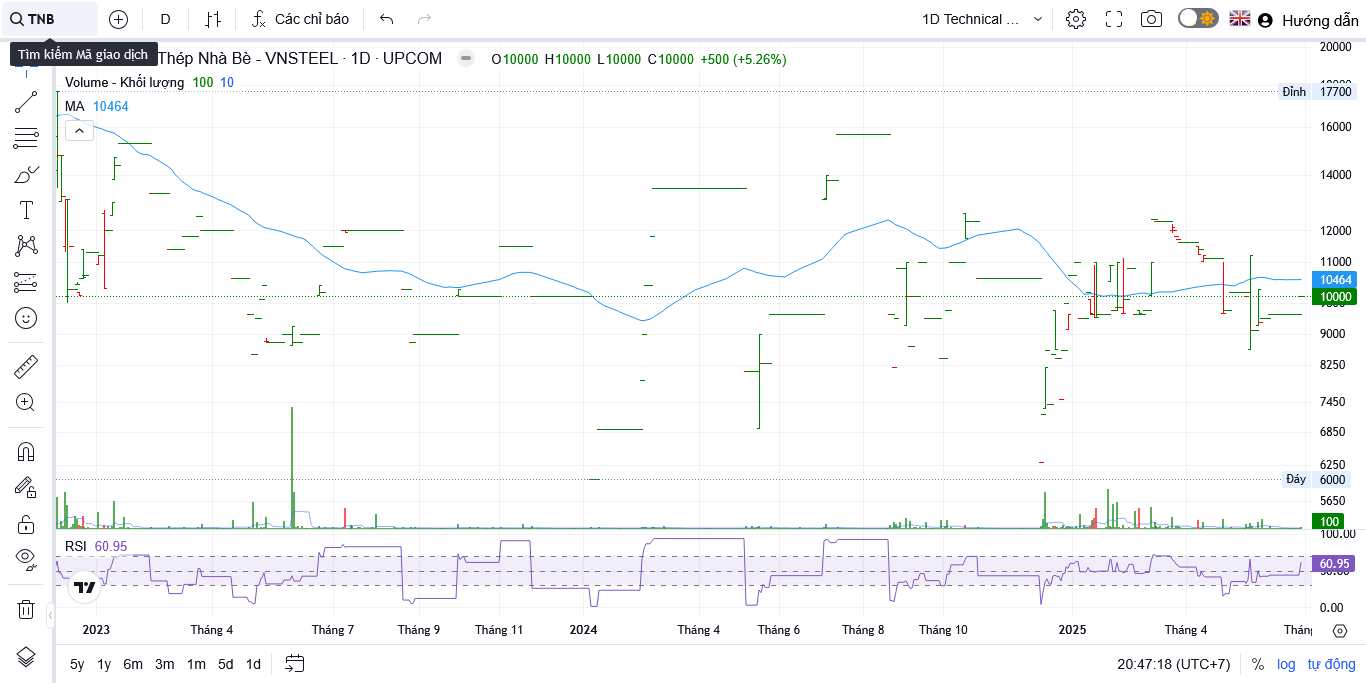 TNB
D
Các chỉ báo
1D Technical ...
Hướng dẫn
Tìm kiếm Mã giao dịch
Thép Nhà Bè - VNSTEEL · 1D · UPCOM
O10000 H10000 L10000 C10000 +500 (+5.26%)
Volume - Khối lượng 100 10
MA 10464
20000
Đỉnh 17700
16000
14000
12000
11000
10464
10000
9000
8250
7450
6850
6250
Đáy 6000
5650
100
100.00
RSI 60.95
60.95
0.00
2023 Tháng 4 Tháng 7 Tháng 9 Tháng 11 2024 Tháng 4 Tháng 6 Tháng 8 Tháng 10 2025 Tháng 4
5y 1y 6m 3m 1m 5d 1d
20:47:18 (UTC+7) % log tự động